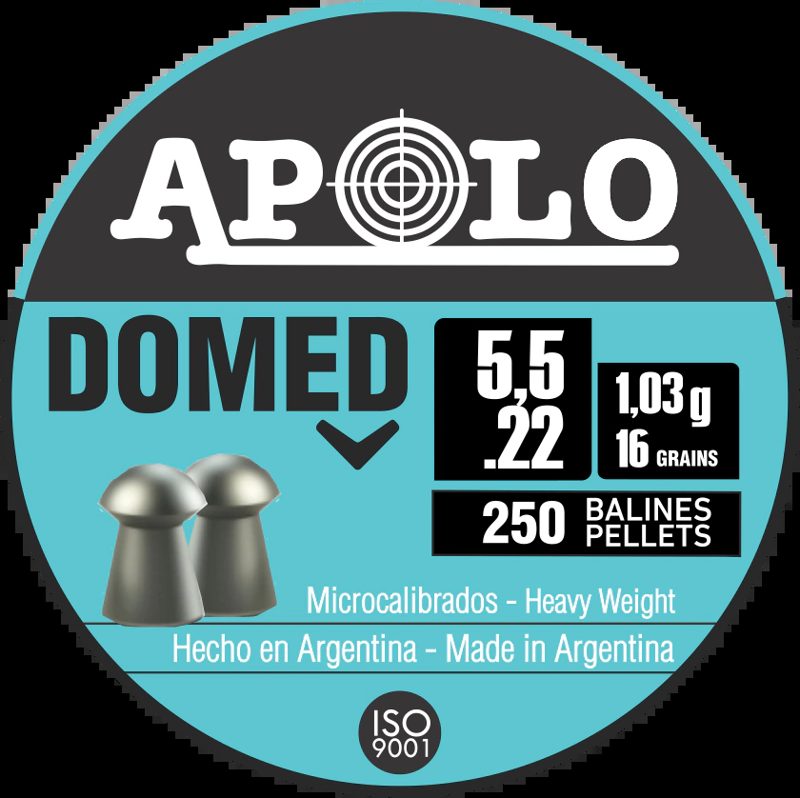 APOLO
DOMED
5,5
.22
1,03 g
16 GRAINS
250 BALINES
PELLETS
Microcalibrados - Heavy Weight
Hecho en Argentina - Made in Argentina
ISO
9001